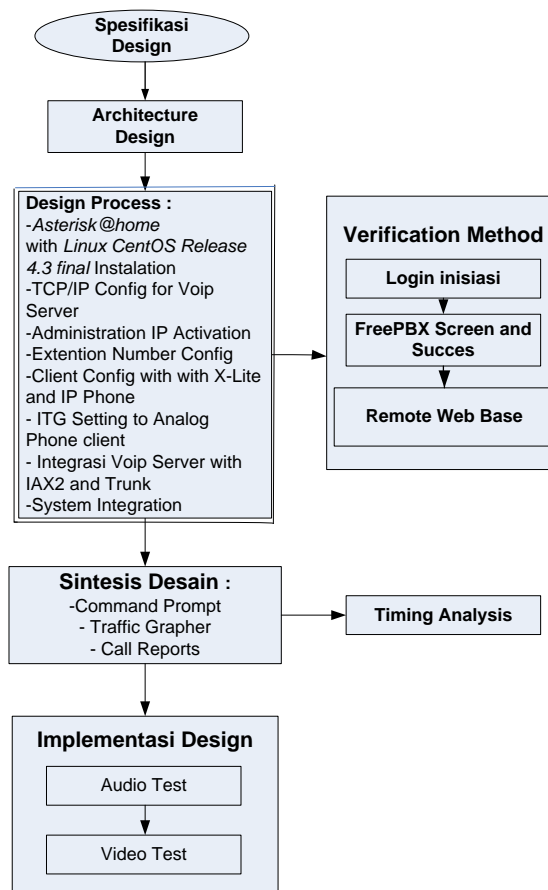 Spesifikasi
Design
Architecture
Design
Design Process :
-Asterisk@home
with Linux CentOS Release
4.3 final Instalation
-TCP/IP Config for Voip
Server
-Administration IP Activation
-Extention Number Config
-Client Config with with X-Lite
and IP Phone
- ITG Setting to Analog
Phone client
- Integrasi Voip Server with
IAX2 and Trunk
-System Integration
Verification Method
Login inisiasi
FreePBX Screen and
Succes
Remote Web Base
Sintesis Desain :
-Command Prompt
- Traffic Grapher
- Call Reports
Timing Analysis
Implementasi Design
Audio Test
Video Test